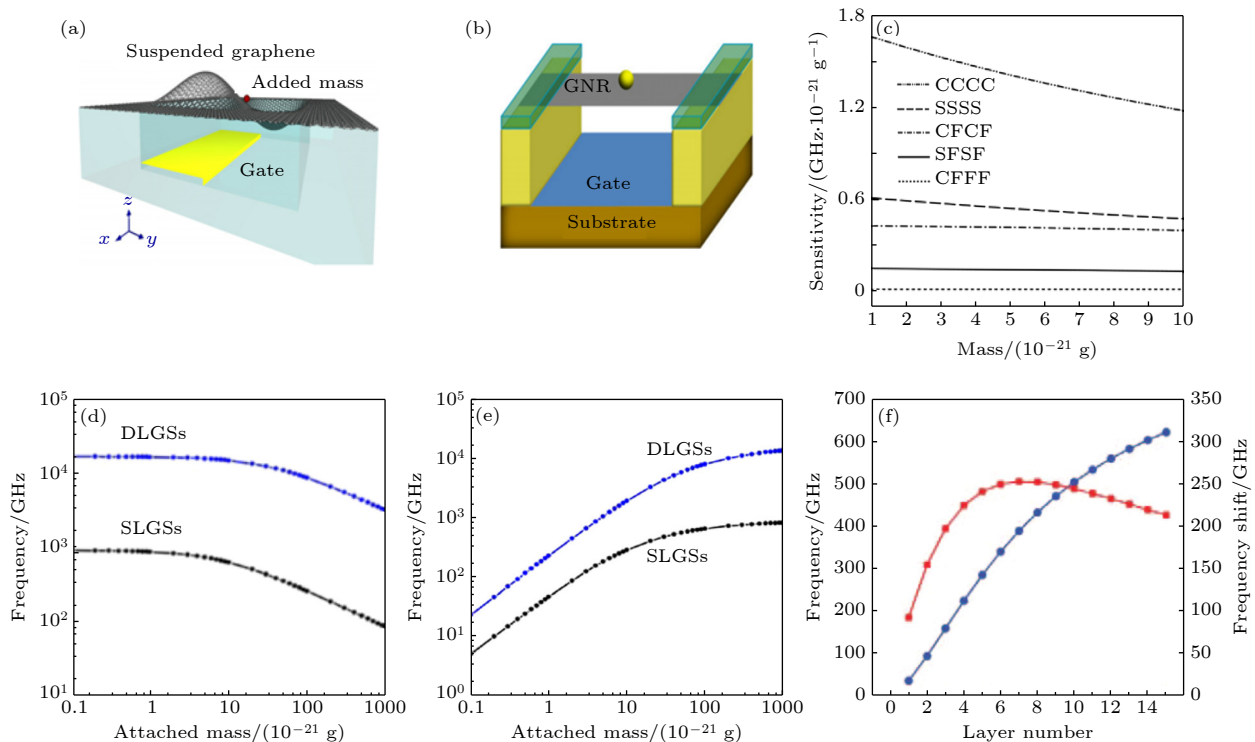 (a)
Suspended graphene
Added mass
Gate
z
x
y
(b)
GNR
Gate
Substrate
(c)
1.8
1.2
0.6
0
Sensitivity/(GHz·10⁻²¹ g⁻¹)
CCCC
SSSS
CFCF
SFSF
CFFF
1 2 3 4 5 6 7 8 9 10
Mass/(10⁻²¹ g)
(d)
10⁵
10⁴
10³
10²
10¹
Frequency/GHz
DLGSs
SLGSs
0.1 1 10 100 1000
Attached mass/(10⁻²¹ g)
(e)
10⁵
10⁴
10³
10²
10¹
10⁰
Frequency/GHz
DLGSs
SLGSs
0.1 1 10 100 1000
Attached mass/(10⁻²¹ g)
(f)
700
600
500
400
300
200
100
0
Frequency/GHz
350
300
250
200
150
100
50
0
Frequency shift/GHz
0 2 4 6 8 10 12 14
Layer number